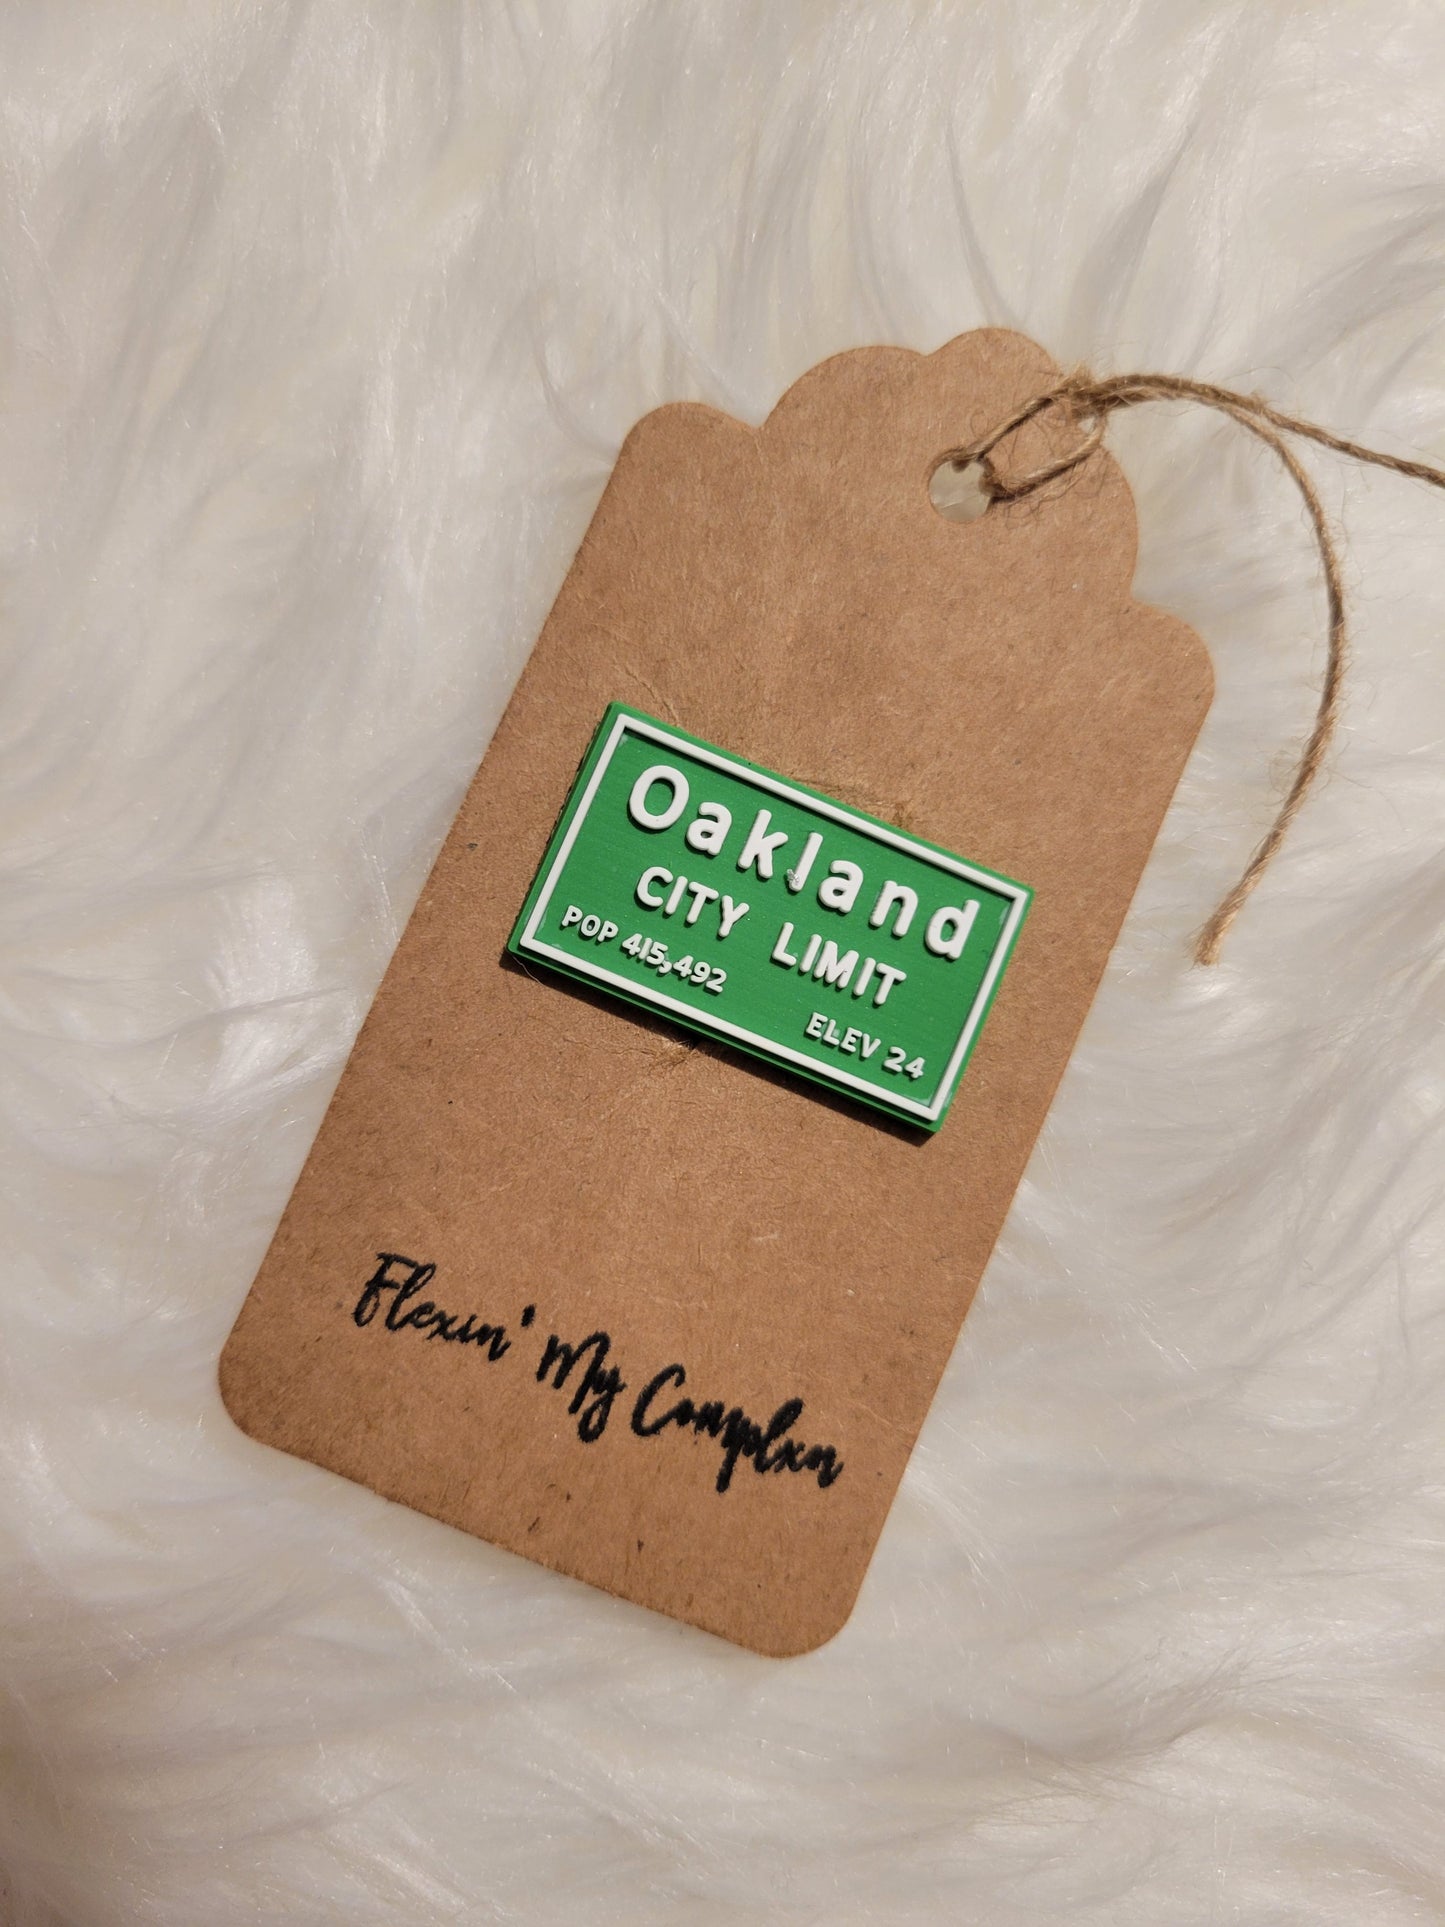 Oakland
CITY LIMIT
POP 415,492
ELEV 24
Flexin' My Complxn